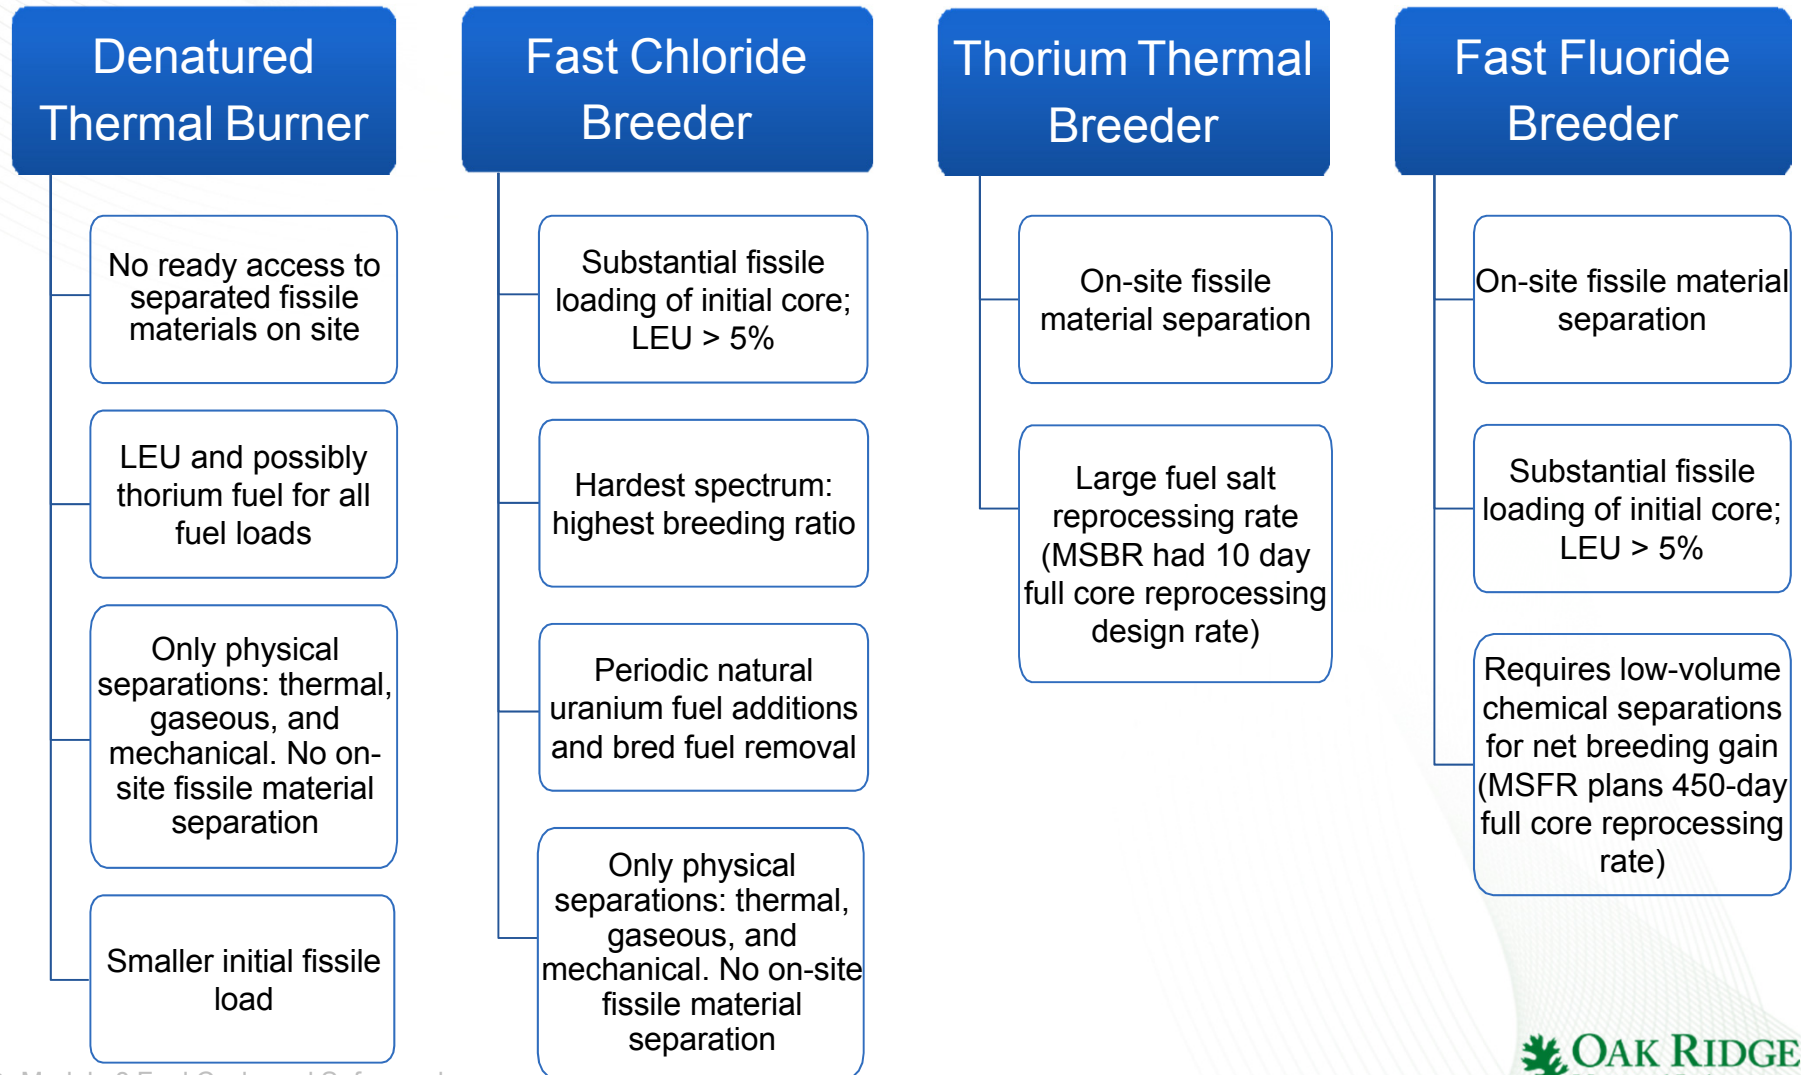 Denatured
Thermal Burner
No ready access to
separated fissile
materials on site
LEU and possibly
thorium fuel for all
fuel loads
Only physical
separations: thermal,
gaseous, and
mechanical. No on-
site fissile material
separation
Smaller initial fissile
load
Fast Chloride
Breeder
Substantial fissile
loading of initial core;
LEU > 5%
Hardest spectrum:
highest breeding ratio
Periodic natural
uranium fuel additions
and bred fuel removal
Only physical
separations: thermal,
gaseous, and
mechanical. No on-site
fissile material
separation
Thorium Thermal
Breeder
On-site fissile
material separation
Large fuel salt
reprocessing rate
(MSBR had 10 day
full core reprocessing
design rate)
Fast Fluoride
Breeder
On-site fissile material
separation
Substantial fissile
loading of initial core;
LEU > 5%
Requires low-volume
chemical separations
for net breeding gain
(MSFR plans 450-day
full core reprocessing
rate)
OAK RIDGE